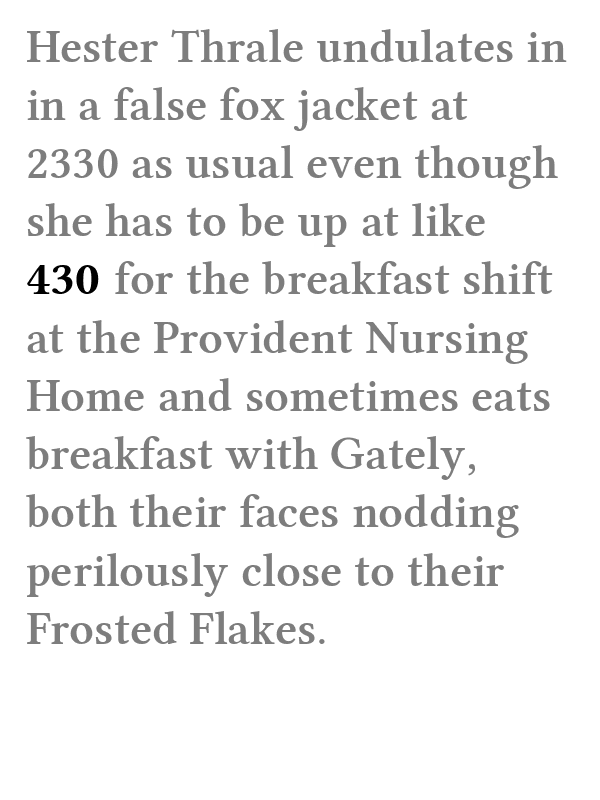 Hester Thrale undulates in
in a false fox jacket at
2330 as usual even though
she has to be up at like
430 for the breakfast shift
at the Provident Nursing
Home and sometimes eats
breakfast with Gately,
both their faces nodding
perilously close to their
Frosted Flakes.